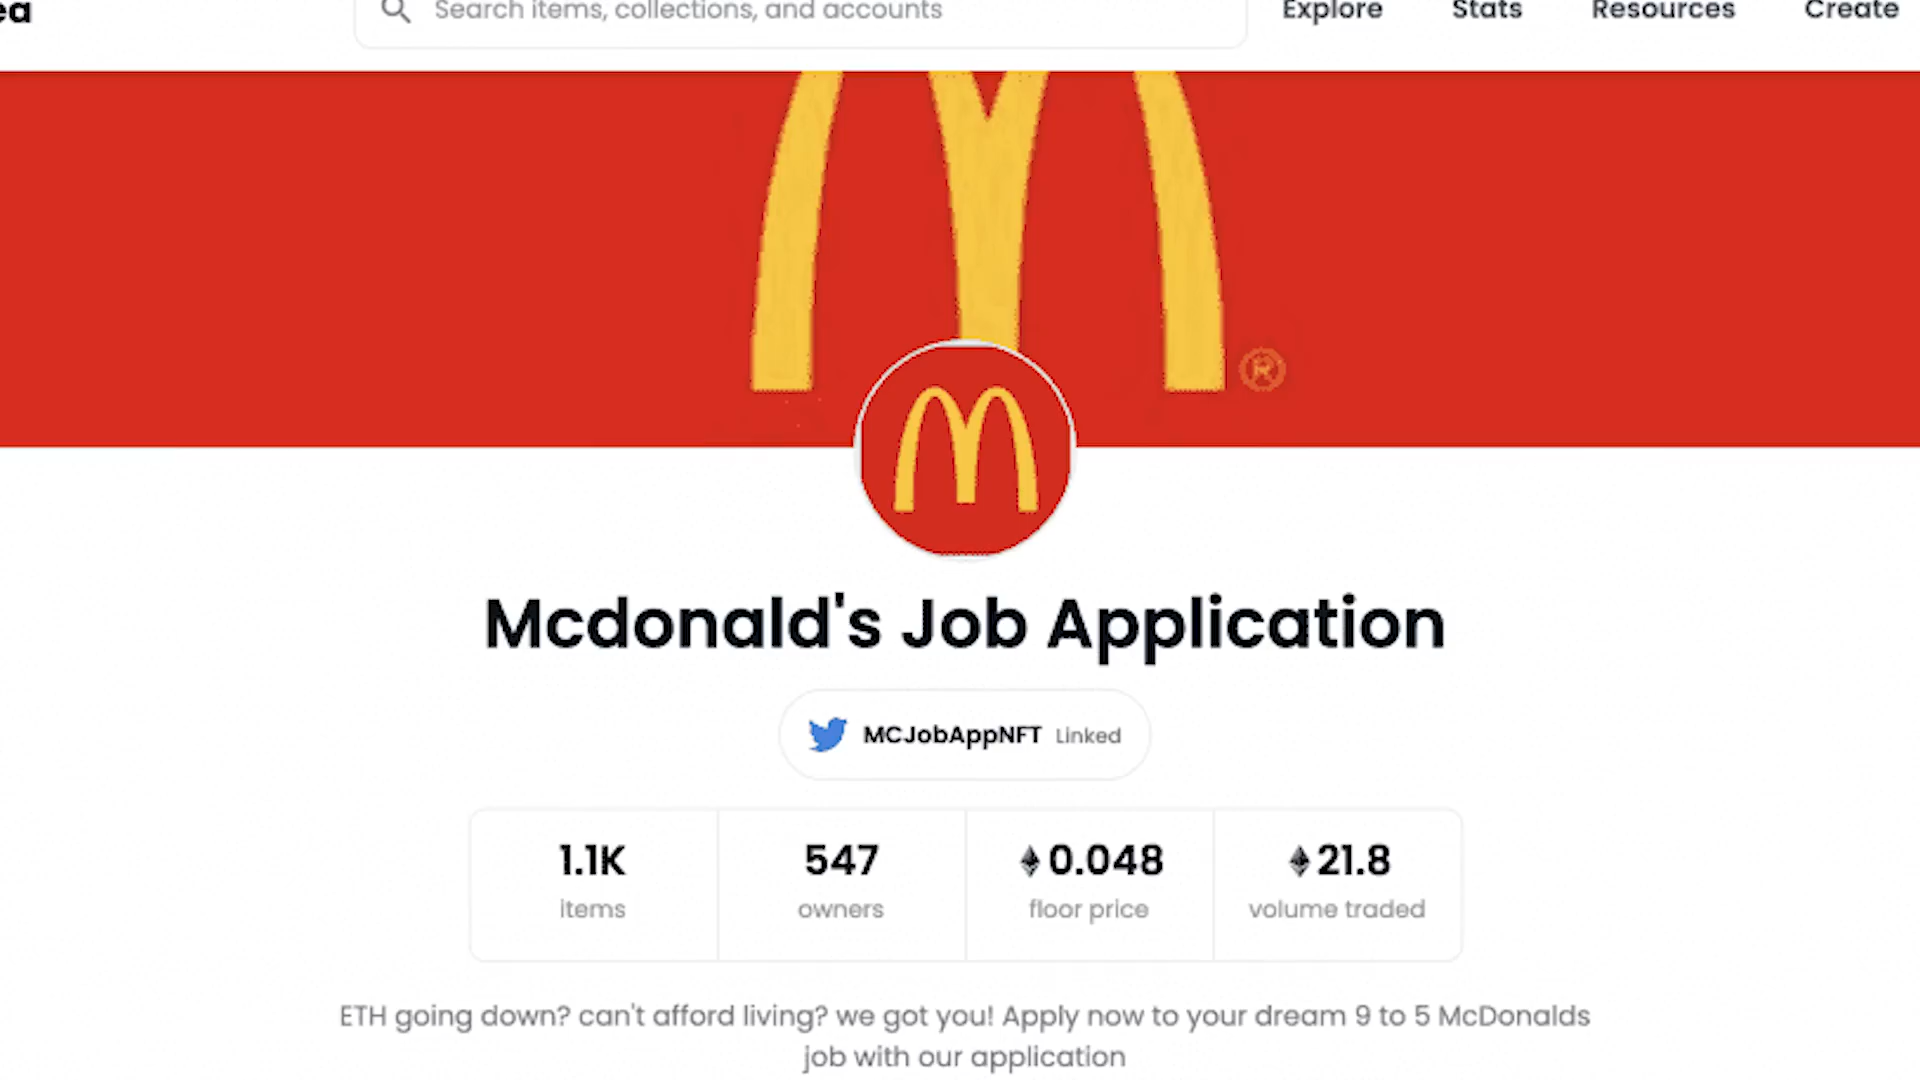 ea
Search items, collections, and accounts
Explore Stats Resources Create
®
Mcdonald's Job Application
MCJobAppNFT Linked
1.1K 547 0.048 21.8
items owners floor price volume traded
ETH going down? can't afford living? we got you! Apply now to your dream 9 to 5 McDonalds
job with our application